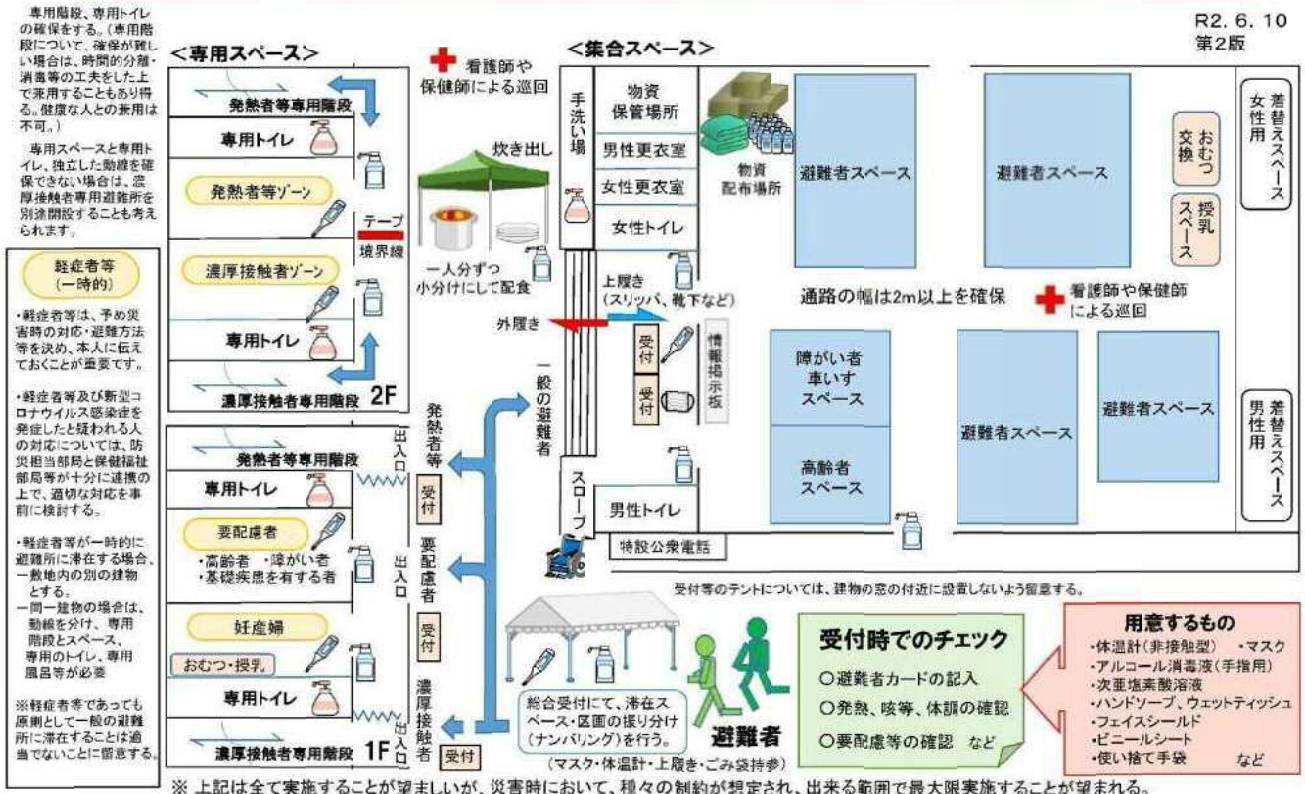 R2. 6. 10
第2版
専用階段、専用トイレ
の確保をする。（専用階
段について、確保が難し
い場合は、時間的分離・
消毒等の工夫をした上
で兼用することもあり得
る。健康な人との兼用は
不可。）
専用スペースと専用ト
イレ、独立した動線を確
保できない場合は、濃
厚接触者専用避難所を
別途開設することも考え
られます。
軽症者等
（一時的）
・軽症者等は、予め災
害時の対応・避難方法
等を決め、本人に伝え
ておくことが重要です。
・軽症者等及び新型コ
ロナウイルス感染症を
発症したと疑われる人
の対応については、防
災担当部局と保健福祉
部局等が十分に連携の
上で、適切な対応を事
前に検討する。
・軽症者等が一時的に
避難所に滞在する場合、
―敷地内の別の建物
とする。
―同一建物の場合は、
動線を分け、専用
階段とスペース、
専用のトイレ、専用
風呂等が必要
※軽症者等であっても
原則として一般の避難
所に滞在することは適
当でないことに留意する。
＜専用スペース＞
発熱者等専用階段
専用トイレ
発熱者等ゾーン
テープ
境界線
濃厚接触者ゾーン
専用トイレ
濃厚接触者専用階段 2F
発熱者等専用階段
専用トイレ
要配慮者
・高齢者 ・障がい者
・基礎疾患を有する者
妊産婦
おむつ・授乳
専用トイレ
濃厚接触者専用階段 1F
出入口
出入口
出入口
発熱者等
受付
要配慮者
受付
濃厚接触者
受付
看護師や
保健師による巡回
炊き出し
一人分ずつ
小分けにして配食
一般の避難者
＜集合スペース＞
手洗い場
物資
保管場所
男性更衣室
女性更衣室
女性トイレ
物資
配布場所
上履き
（スリッパ、靴下など）
外履き
受付
受付
情報掲示板
スロープ
男性トイレ
特設公衆電話
避難者スペース
避難者スペース
おむつ
交換
授乳
スペース
着替えスペース
女性用
通路の幅は2m以上を確保
看護師や保健師
による巡回
障がい者
車いす
スペース
高齢者
スペース
避難者スペース
避難者スペース
着替えスペース
男性用
受付等のテントについては、建物の窓の付近に設置しないよう留意する。
総合受付にて、滞在ス
ペース・区画の振り分け
（ナンバリング）を行う。
避難者
（マスク・体温計・上履き・ごみ袋持参）
受付時でのチェック
○避難者カードの記入
○発熱、咳等、体調の確認
○要配慮等の確認 など
用意するもの
・体温計（非接触型） ・マスク
・アルコール消毒液（手指用）
・次亜塩素酸溶液
・ハンドソープ、ウェットティッシュ
・フェイスシールド
・ビニールシート
・使い捨て手袋 など
※ 上記は全て実施することが望ましいが、災害時において、種々の制約が想定され、出来る範囲で最大限実施することが望まれる。